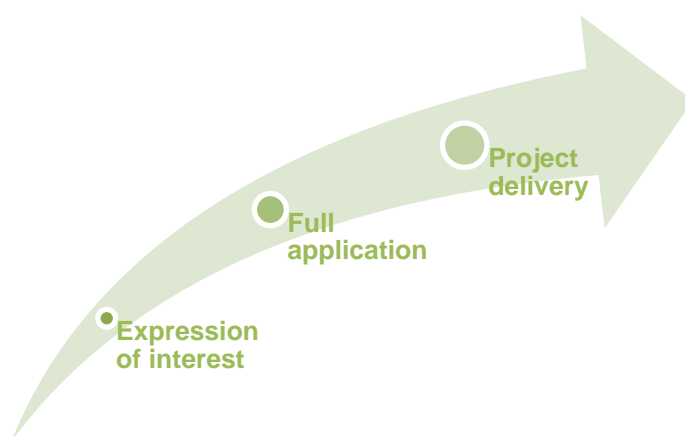 Project
delivery
Full
application
Expression
of interest